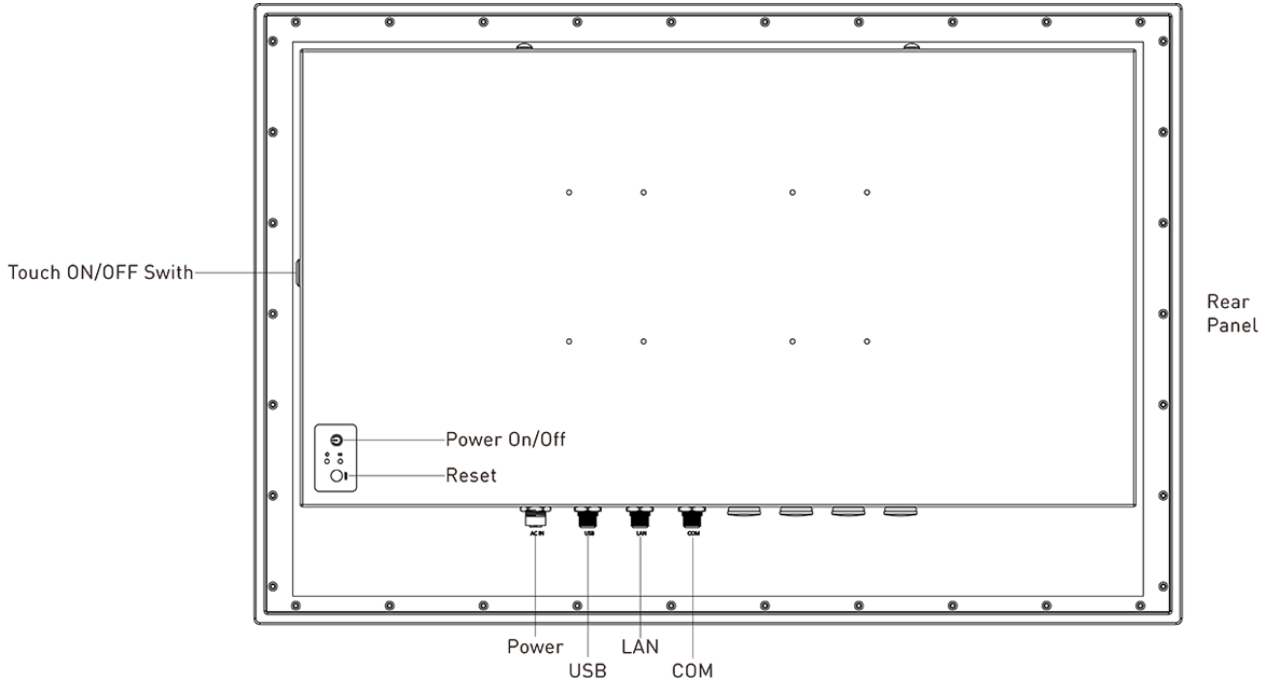 Touch ON/OFF Swith
Rear
Panel
Power On/Off
Reset
AC IN
USB
LAN
COM
Power
LAN
USB
COM